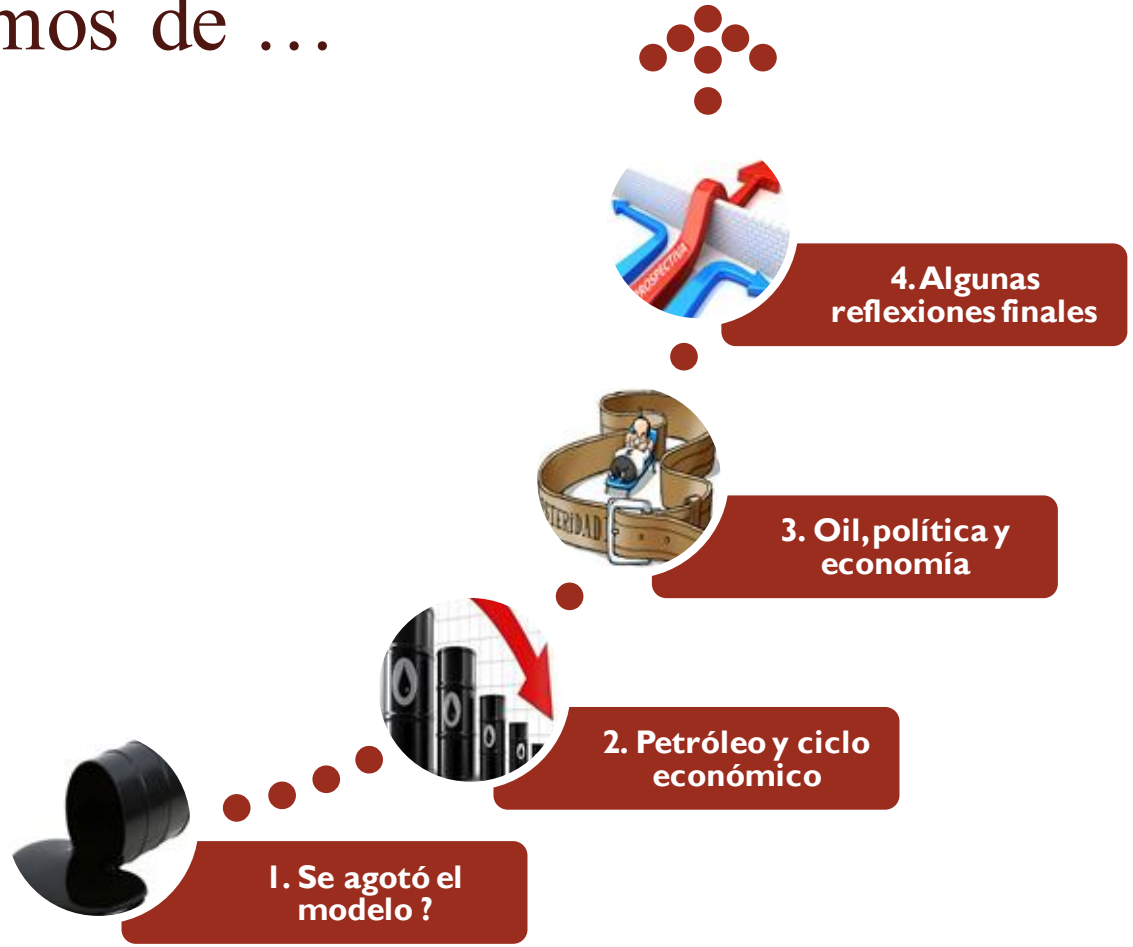 mos de ...
PROSPECTIVA
4. Algunas
reflexiones finales
3. Oil, política y
economía
2. Petróleo y ciclo
económico
1. Se agotó el
modelo ?